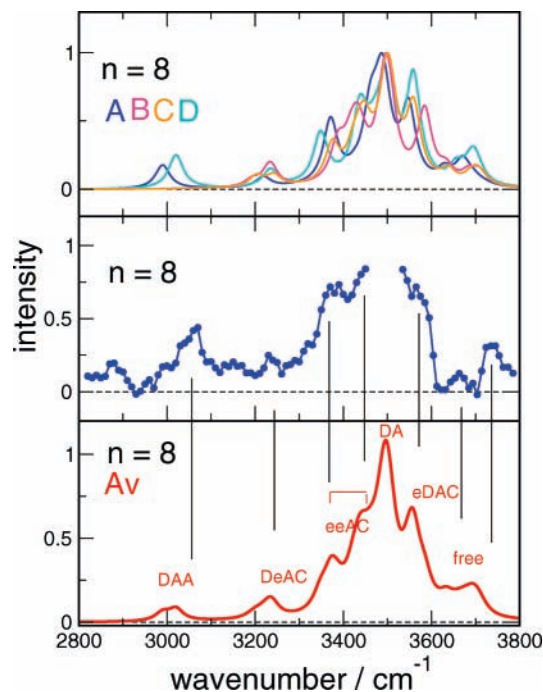 1
n = 8
A B C D
0
1
n = 8
0.5
0
intensity
1
n = 8
Av
DA
0.5
eeAC
eDAC
DAA
DeAC
free
0
2800 3000 3200 3400 3600 3800
wavenumber / cm-1